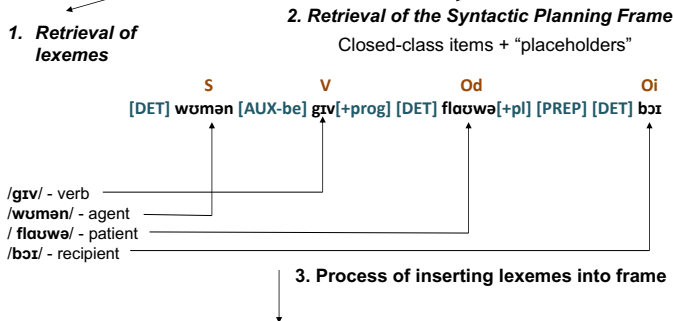 2. Retrieval of the Syntactic Planning Frame
1. Retrieval of
lexemes
Closed-class items + “placeholders”
S V Od Oi
[DET] wʊmən [AUX-be] gɪv[+prog] [DET] flaʊwə[+pl] [PREP] [DET] bɔɪ
/gɪv/ - verb
/wʊmən/ - agent
/ flaʊwə/ - patient
/bɔɪ/ - recipient
3. Process of inserting lexemes into frame